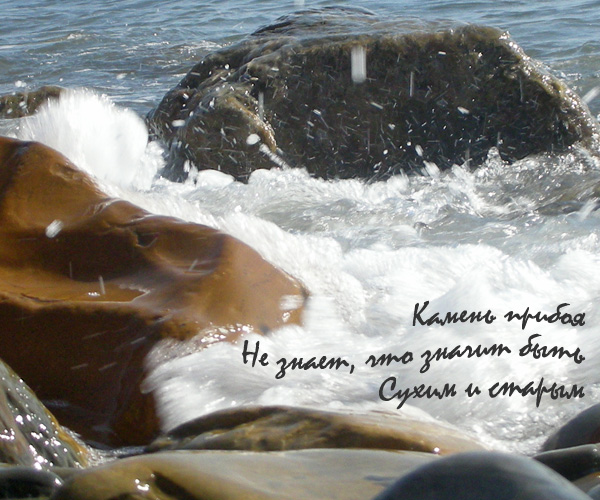 Камень прибоя
Не знает, что значит быть
Сухим и старым